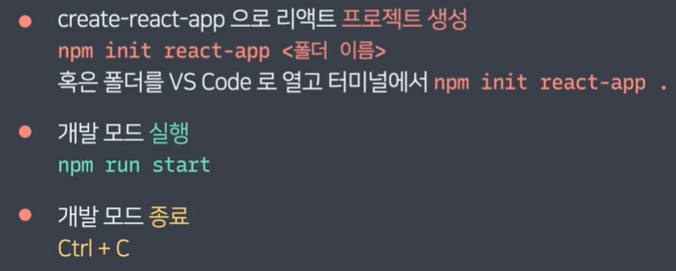 create-react-app 으로 리액트 프로젝트 생성
npm init react-app <폴더 이름>
혹은 폴더를 VS Code 로 열고 터미널에서 npm init react-app .
개발 모드 실행
npm run start
개발 모드 종료
Ctrl + C